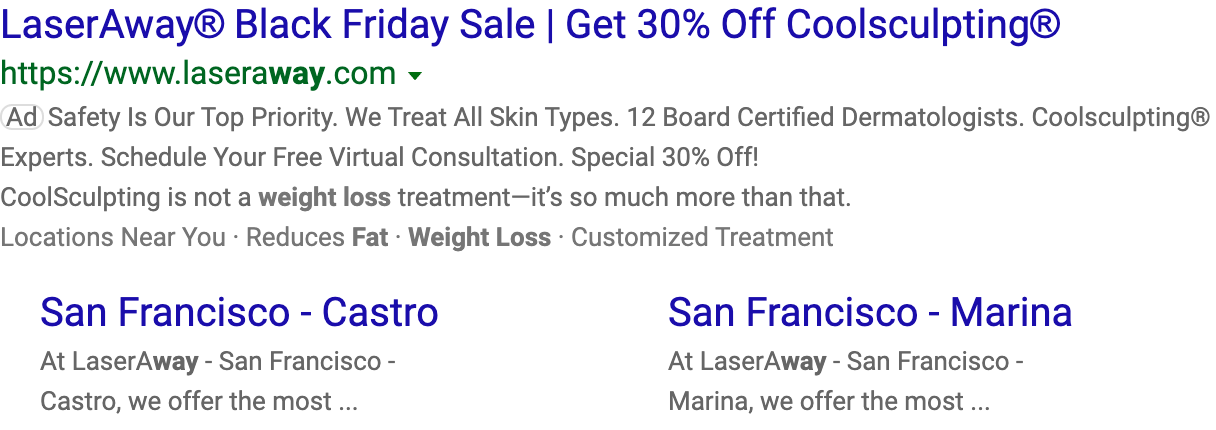 LaserAway® Black Friday Sale | Get 30% Off Coolsculpting®
https://www.laseraway.com
Ad Safety Is Our Top Priority. We Treat All Skin Types. 12 Board Certified Dermatologists. Coolsculpting®
Experts. Schedule Your Free Virtual Consultation. Special 30% Off!
CoolSculpting is not a weight loss treatment—it’s so much more than that.
Locations Near You · Reduces Fat · Weight Loss · Customized Treatment
San Francisco - Castro
At LaserAway - San Francisco -
Castro, we offer the most ...
San Francisco - Marina
At LaserAway - San Francisco -
Marina, we offer the most ...